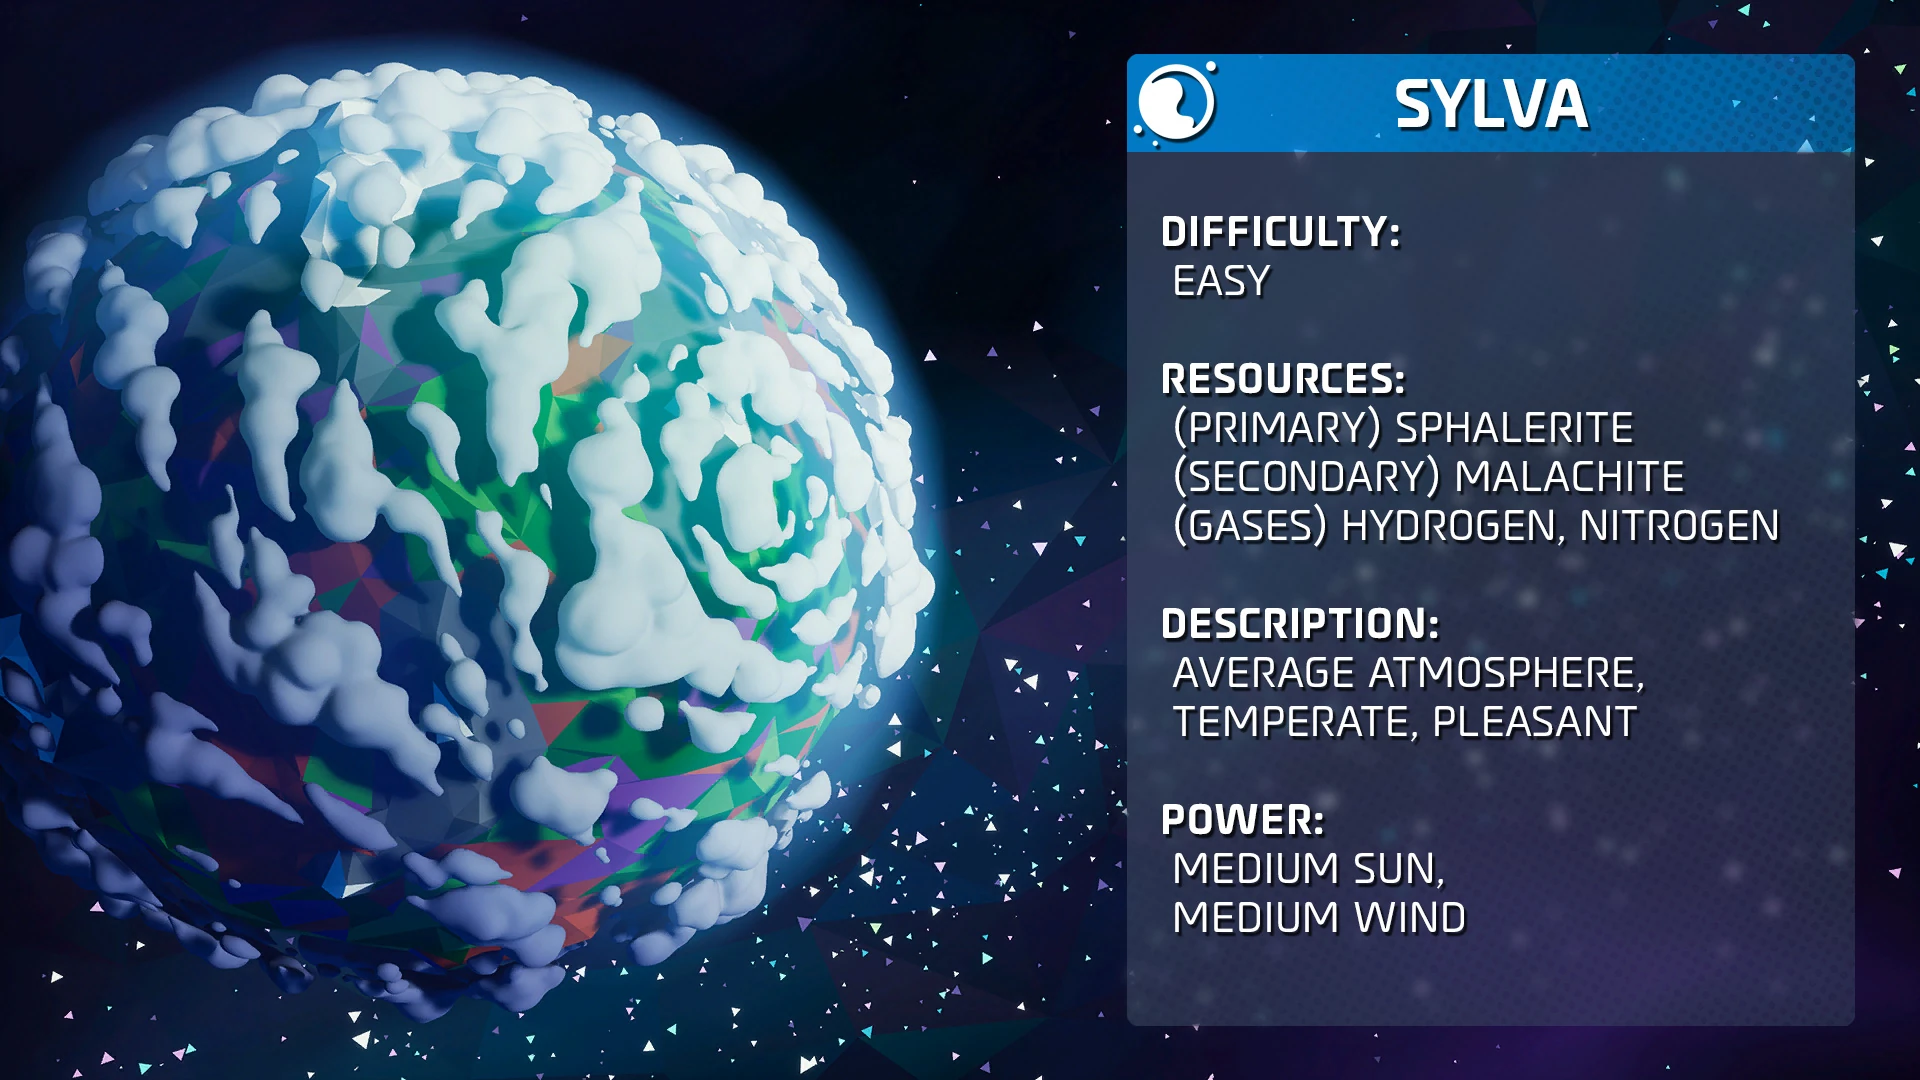 SYLVA
DIFFICULTY:
EASY
RESOURCES:
(PRIMARY) SPHALERITE
(SECONDARY) MALACHITE
(GASES) HYDROGEN, NITROGEN
DESCRIPTION:
AVERAGE ATMOSPHERE,
TEMPERATE, PLEASANT
POWER:
MEDIUM SUN,
MEDIUM WIND